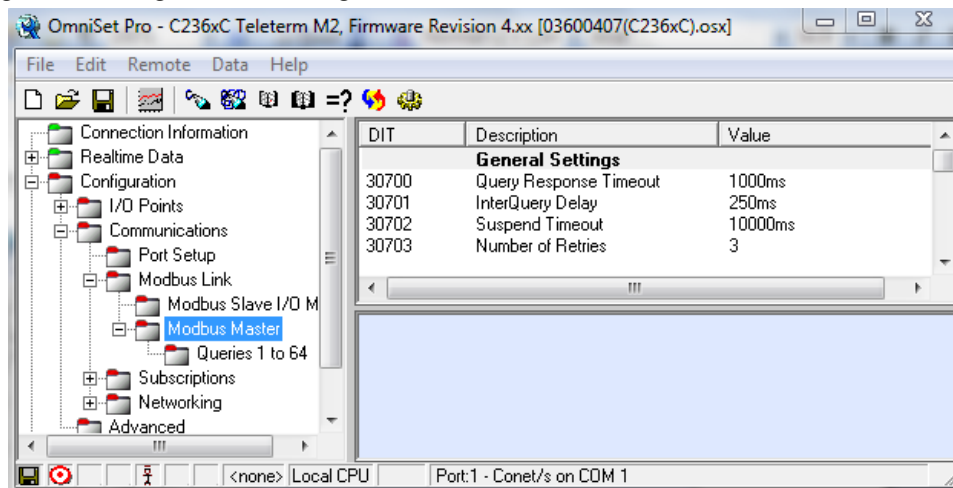 OmniSet Pro - C236xC Teleterm M2, Firmware Revision 4.xx [03600407(C236xC).osx]
File Edit Remote Data Help
=?
Connection Information
Realtime Data
Configuration
I/O Points
Communications
Port Setup
Modbus Link
Modbus Slave I/O M
Modbus Master
Queries 1 to 64
Subscriptions
Networking
Advanced
DIT Description Value
General Settings
30700 Query Response Timeout 1000ms
30701 InterQuery Delay 250ms
30702 Suspend Timeout 10000ms
30703 Number of Retries 3
<none> Local CPU Port:1 - Conet/s on COM 1